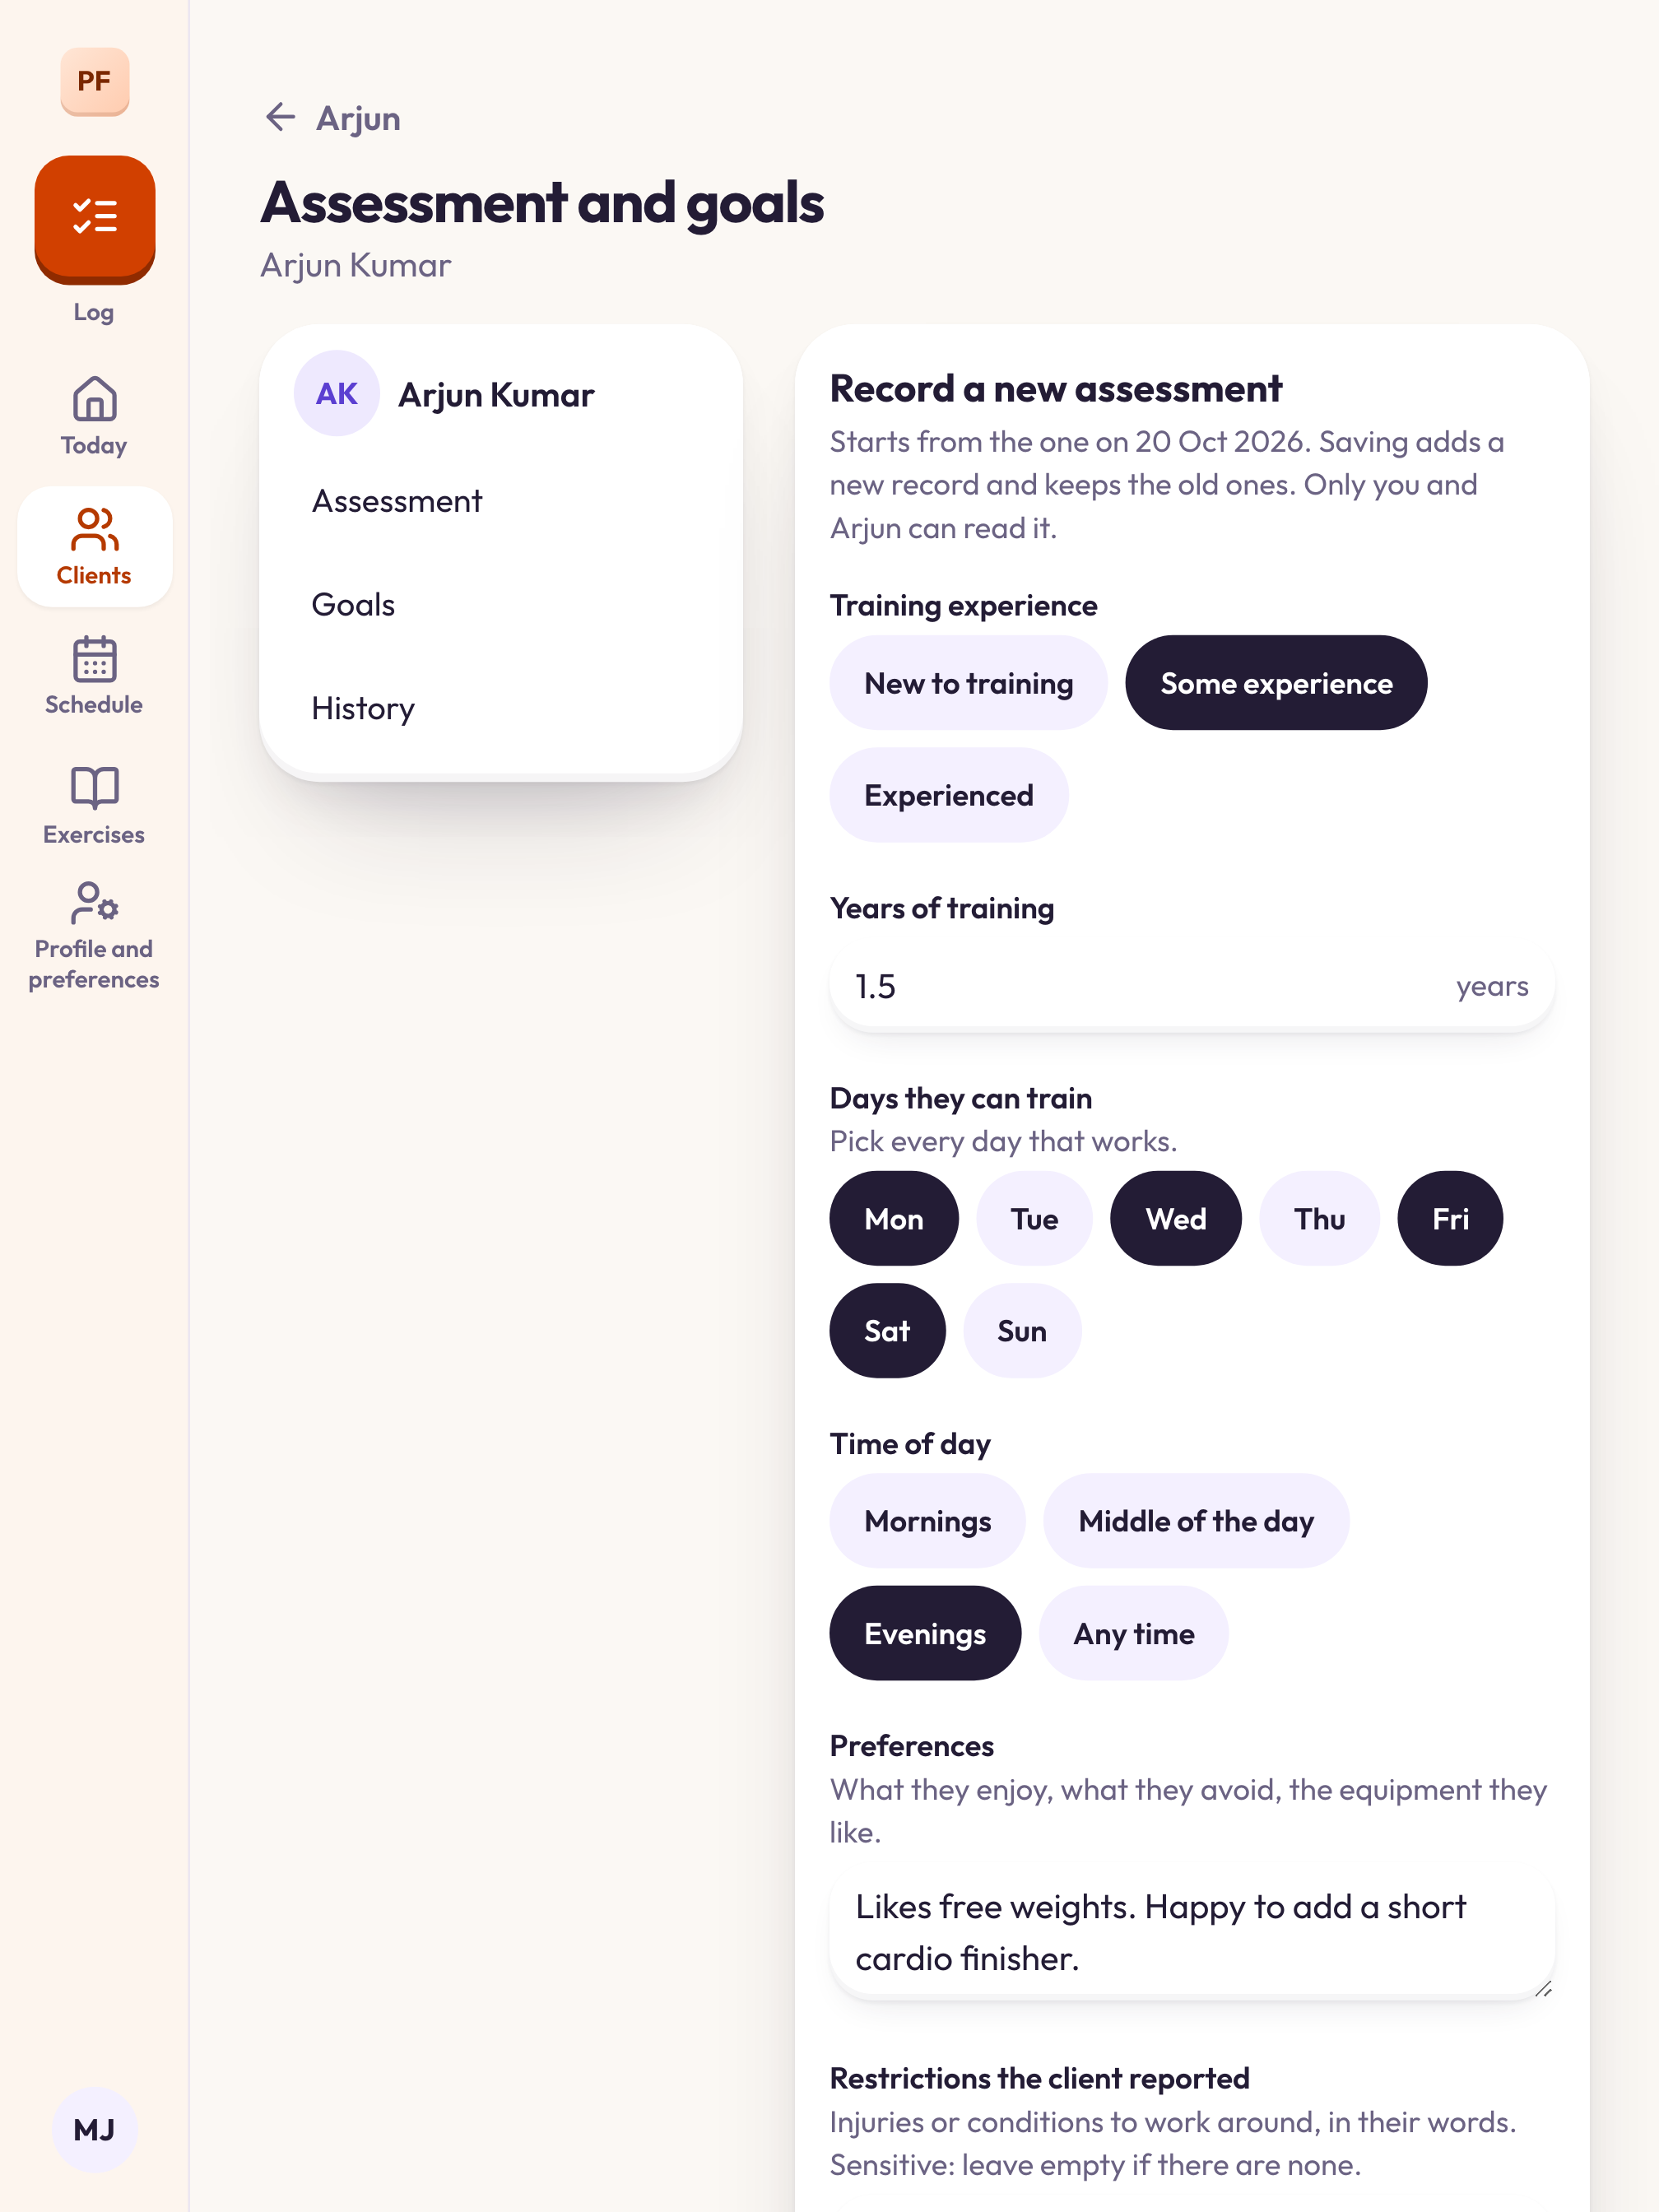 PF
Log
Today
Clients
Schedule
Exercises
Profile and
preferences
MJ
Arjun
Assessment and goals
Arjun Kumar
AK
Arjun Kumar
Assessment
Goals
History
Record a new assessment
Starts from the one on 20 Oct 2026. Saving adds a
new record and keeps the old ones. Only you and
Arjun can read it.
Training experience
New to training
Some experience
Experienced
Years of training
1.5
years
Days they can train
Pick every day that works.
Mon
Tue
Wed
Thu
Fri
Sat
Sun
Time of day
Mornings
Middle of the day
Evenings
Any time
Preferences
What they enjoy, what they avoid, the equipment they
like.
Likes free weights. Happy to add a short
cardio finisher.
Restrictions the client reported
Injuries or conditions to work around, in their words.
Sensitive: leave empty if there are none.